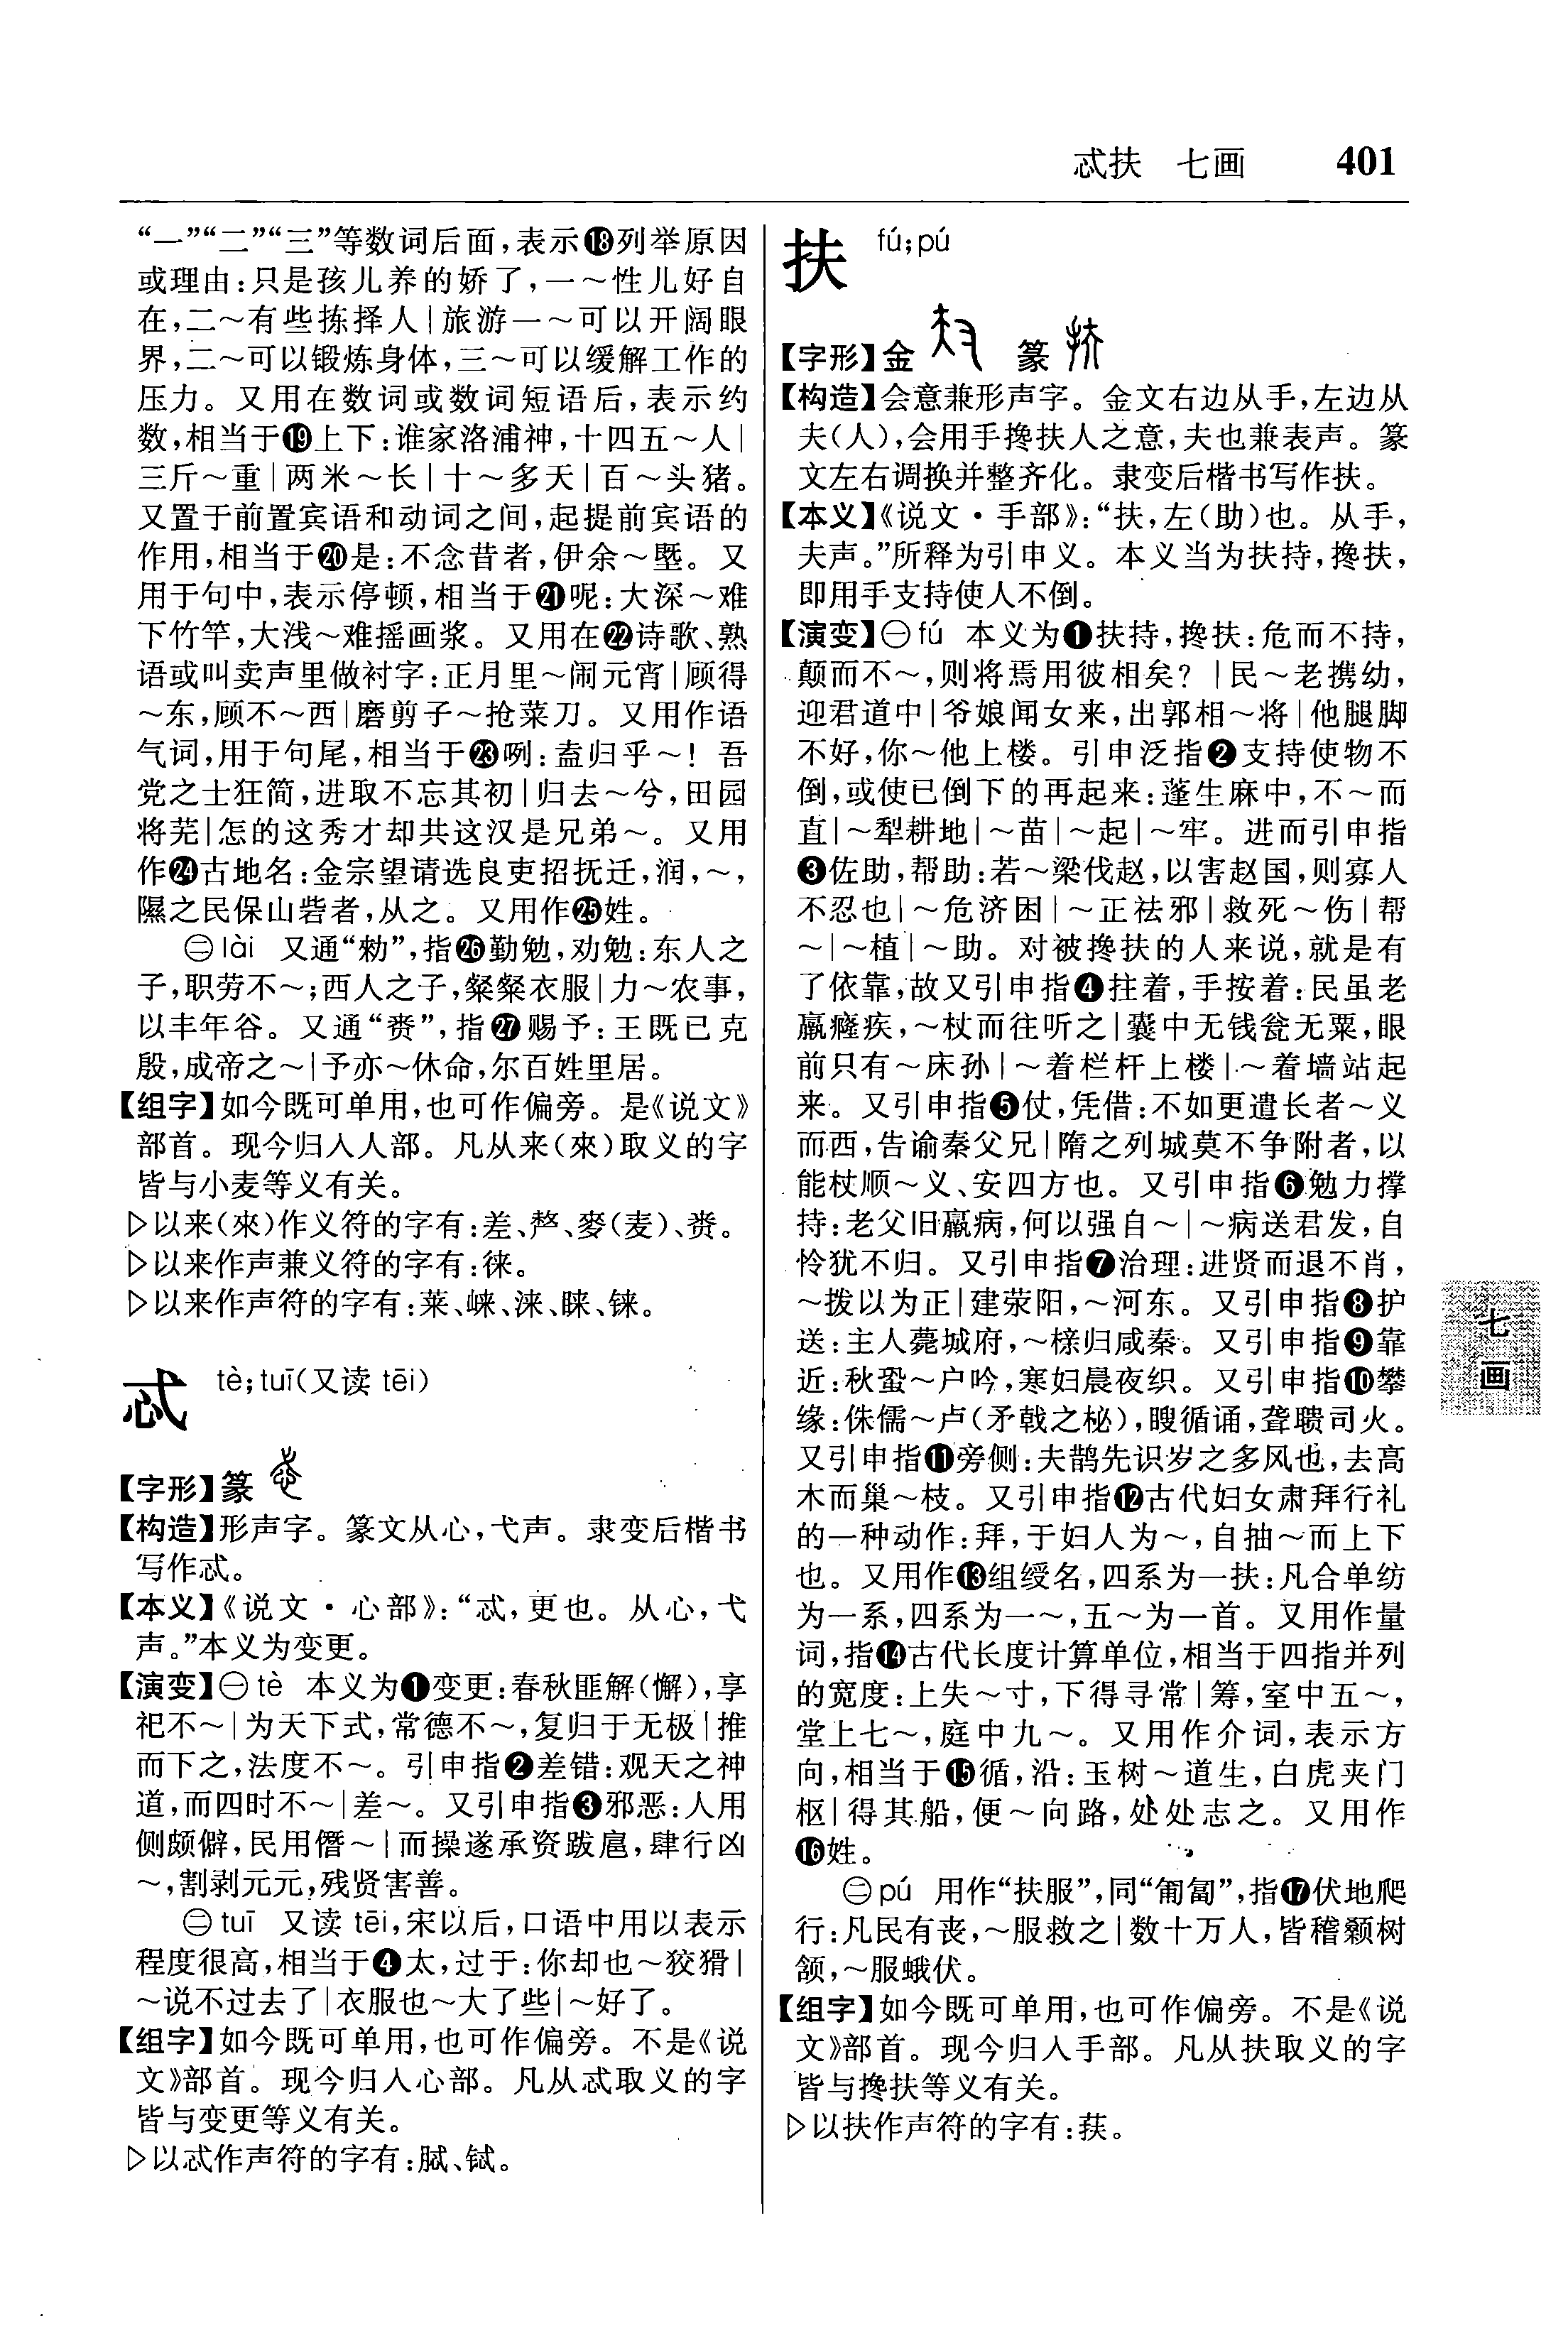 忒扶　七画　401
“一”“二”“三”等数词后面,表示⓲列举原因
或理由:只是孩儿养的娇了,一～性儿好自
在,二～有些拣择人|旅游一～可以开阔眼
界,二～可以锻炼身体,三～可以缓解工作的
压力。又用在数词或数词短语后,表示约
数,相当于⓳上下:谁家洛浦神,十四五～人|
三斤～重|两米～长|十～多天|百～头猪。
又置于前置宾语和动词之间,起提前宾语的
作用,相当于⓴是:不念昔者,伊余～塈。又
用于句中,表示停顿,相当于㉑呢:大深～难
下竹竿,大浅～难摇画浆。又用在㉒诗歌、熟
语或叫卖声里做衬字:正月里～闹元宵|顾得
～东,顾不～西|磨剪子～抢菜刀。又用作语
气词,用于句尾,相当于㉓咧:盍归乎～！吾
党之士狂简,进取不忘其初|归去～兮,田园
将芜|怎的这秀才却共这汉是兄弟～。又用
作㉔古地名:金宗望请选良吏招抚迁,润,～,
隰之民保山砦者,从之。又用作㉕姓。
㊁lài　又通“勑”,指㉖勤勉,劝勉:东人之
子,职劳不～;西人之子,粲粲衣服|力～农事,
以丰年谷。又通“赉”,指㉗赐予:王既已克
殷,成帝之～|予亦～休命,尔百姓里居。
【组字】如今既可单用,也可作偏旁。是《说文》
部首。现今归入人部。凡从来(來)取义的字
皆与小麦等义有关。
▷以来(來)作义符的字有:差、嫠、麥(麦)、赉。
▷以来作声兼义符的字有:徕。
▷以来作声符的字有:莱、崃、涞、睐、铼。
忒　tè;tuī(又读 tēi)
【字形】篆
【构造】形声字。篆文从心,弋声。隶变后楷书
写作忒。
【本义】《说文·心部》:“忒,更也。从心,弋
声。”本义为变更。
【演变】㊀tè　本义为❶变更:春秋匪解(懈),享
祀不～|为天下式,常德不～,复归于无极|推
而下之,法度不～。引申指❷差错:观天之神
道,而四时不～|差～。又引申指❸邪恶:人用
侧颇僻,民用僭～|而操遂承资跋扈,肆行凶
～,割剥元元,残贤害善。
㊁tuī　又读 tēi,宋以后,口语中用以表示
程度很高,相当于❹太,过于:你却也～狡猾|
～说不过去了|衣服也～大了些|～好了。
【组字】如今既可单用,也可作偏旁。不是《说
文》部首。现今归入心部。凡从忒取义的字
皆与变更等义有关。
▷以忒作声符的字有:脦、铽。
扶　fú;pú
【字形】金　篆
【构造】会意兼形声字。金文右边从手,左边从
夫(人),会用手搀扶人之意,夫也兼表声。篆
文左右调换并整齐化。隶变后楷书写作扶。
【本义】《说文·手部》:“扶,左(助)也。从手,
夫声。”所释为引申义。本义当为扶持,搀扶,
即用手支持使人不倒。
【演变】㊀fú　本义为❶扶持,搀扶:危而不持,
颠而不～,则将焉用彼相矣？|民～老携幼,
迎君道中|爷娘闻女来,出郭相～将|他腿脚
不好,你～他上楼。引申泛指❷支持使物不
倒,或使已倒下的再起来:蓬生麻中,不～而
直|～犁耕地|～苗|～起|～牢。进而引申指
❸佐助,帮助:若～梁伐赵,以害赵国,则寡人
不忍也|～危济困|～正祛邪|救死～伤|帮
～|～植|～助。对被搀扶的人来说,就是有
了依靠,故又引申指❹拄着,手按着:民虽老
羸癃疾,～杖而往听之|囊中无钱瓮无粟,眼
前只有～床孙|～着栏杆上楼|～着墙站起
来。又引申指❺仗,凭借:不如更遣长者～义
而西,告谕秦父兄|隋之列城莫不争附者,以
能杖顺～义、安四方也。又引申指❻勉力撑
持:老父旧羸病,何以强自～|～病送君发,自
怜犹不归。又引申指❼治理:进贤而退不肖,
～拨以为正|建荥阳,～河东。又引申指❽护
送:主人薨城府,～榇归咸秦。又引申指❾靠
近:秋蛩～户吟,寒妇晨夜织。又引申指❿攀
缘:侏儒～卢(矛戟之柲),瞍循诵,聋聩司火。
又引申指⓫旁侧:夫鹊先识岁之多风也,去高
木而巢～枝。又引申指⓬古代妇女肃拜行礼
的一种动作:拜,于妇人为～,自抽～而上下
也。又用作⓭组绶名,四系为一扶:凡合单纺
为一系,四系为一～,五～为一首。又用作量
词,指⓮古代长度计算单位,相当于四指并列
的宽度:上失～寸,下得寻常|筹,室中五～,
堂上七～,庭中九～。又用作介词,表示方
向,相当于⓯循,沿:玉树～道生,白虎夹门
枢|得其船,便～向路,处处志之。又用作
⓰姓。
㊁pú　用作“扶服”,同“匍匐”,指⓱伏地爬
行:凡民有丧,～服救之|数十万人,皆稽颡树
颔,～服蛾伏。
【组字】如今既可单用,也可作偏旁。不是《说
文》部首。现今归入手部。凡从扶取义的字
皆与搀扶等义有关。
▷以扶作声符的字有:荴。
七画